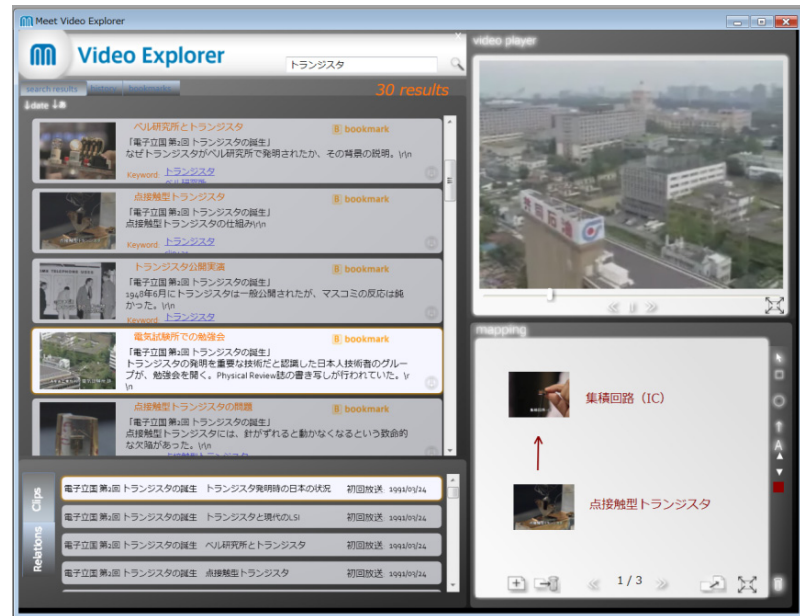 Meet Video Explorer
Video Explorer
トランジスタ
search results history bookmarks
30 results
↓date ↓B
ベル研究所とトランジスタ
B bookmark
「電子立国 第2回 トランジスタの誕生」
なぜトランジスタがベル研究所で発明されたか、その背景の説明。\r\n
Keyword: トランジスタ
ベル研究所
点接触型トランジスタ
B bookmark
「電子立国 第2回 トランジスタの誕生」
点接触型トランジスタの仕組み\r\n
Keyword: トランジスタ
トランジスタ公開実演
B bookmark
「電子立国 第2回 トランジスタの誕生」
1948年6月にトランジスタは一般公開されたが、マスコミの反応は鈍
かった。\r\n
Keyword: トランジスタ
電気試験所での勉強会
B bookmark
「電子立国 第2回 トランジスタの誕生」
トランジスタの発明を重要な技術だと認識した日本人技術者のグルー
プが、勉強会を開く。Physical Review誌の書き写しが行われていた。\r
\n
点接触型トランジスタの問題
B bookmark
「電子立国 第2回 トランジスタの誕生」
点接触型トランジスタには、針がずれると動かなくなるという致命的
な欠陥があった。\r\n
Clips
Relations
電子立国 第2回 トランジスタの誕生 トランジスタ発明時の日本の状況 初回放送 1991/03/24
電子立国 第2回 トランジスタの誕生 トランジスタと現代のLSI 初回放送 1991/03/24
電子立国 第2回 トランジスタの誕生 ベル研究所とトランジスタ 初回放送 1991/03/24
電子立国 第2回 トランジスタの誕生 点接触型トランジスタ 初回放送 1991/03/24
video player
共同石油
mapping
集積回路（IC）
点接触型トランジスタ
A
1 / 3